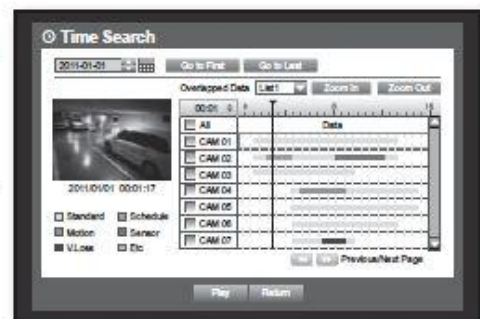 Time Search
2011-01-01 Go to First Go to Last
Overlapped Data List1 Zoom In Zoom Out
00:01
All Data
CAM 01
CAM 02
CAM 03
CAM 04
CAM 05
CAM 06
CAM 07
2011/01/01 00:01:17
Standard Schedule
Motion Sensor
V.Loss Etc
Previous/Next Page
Play Return